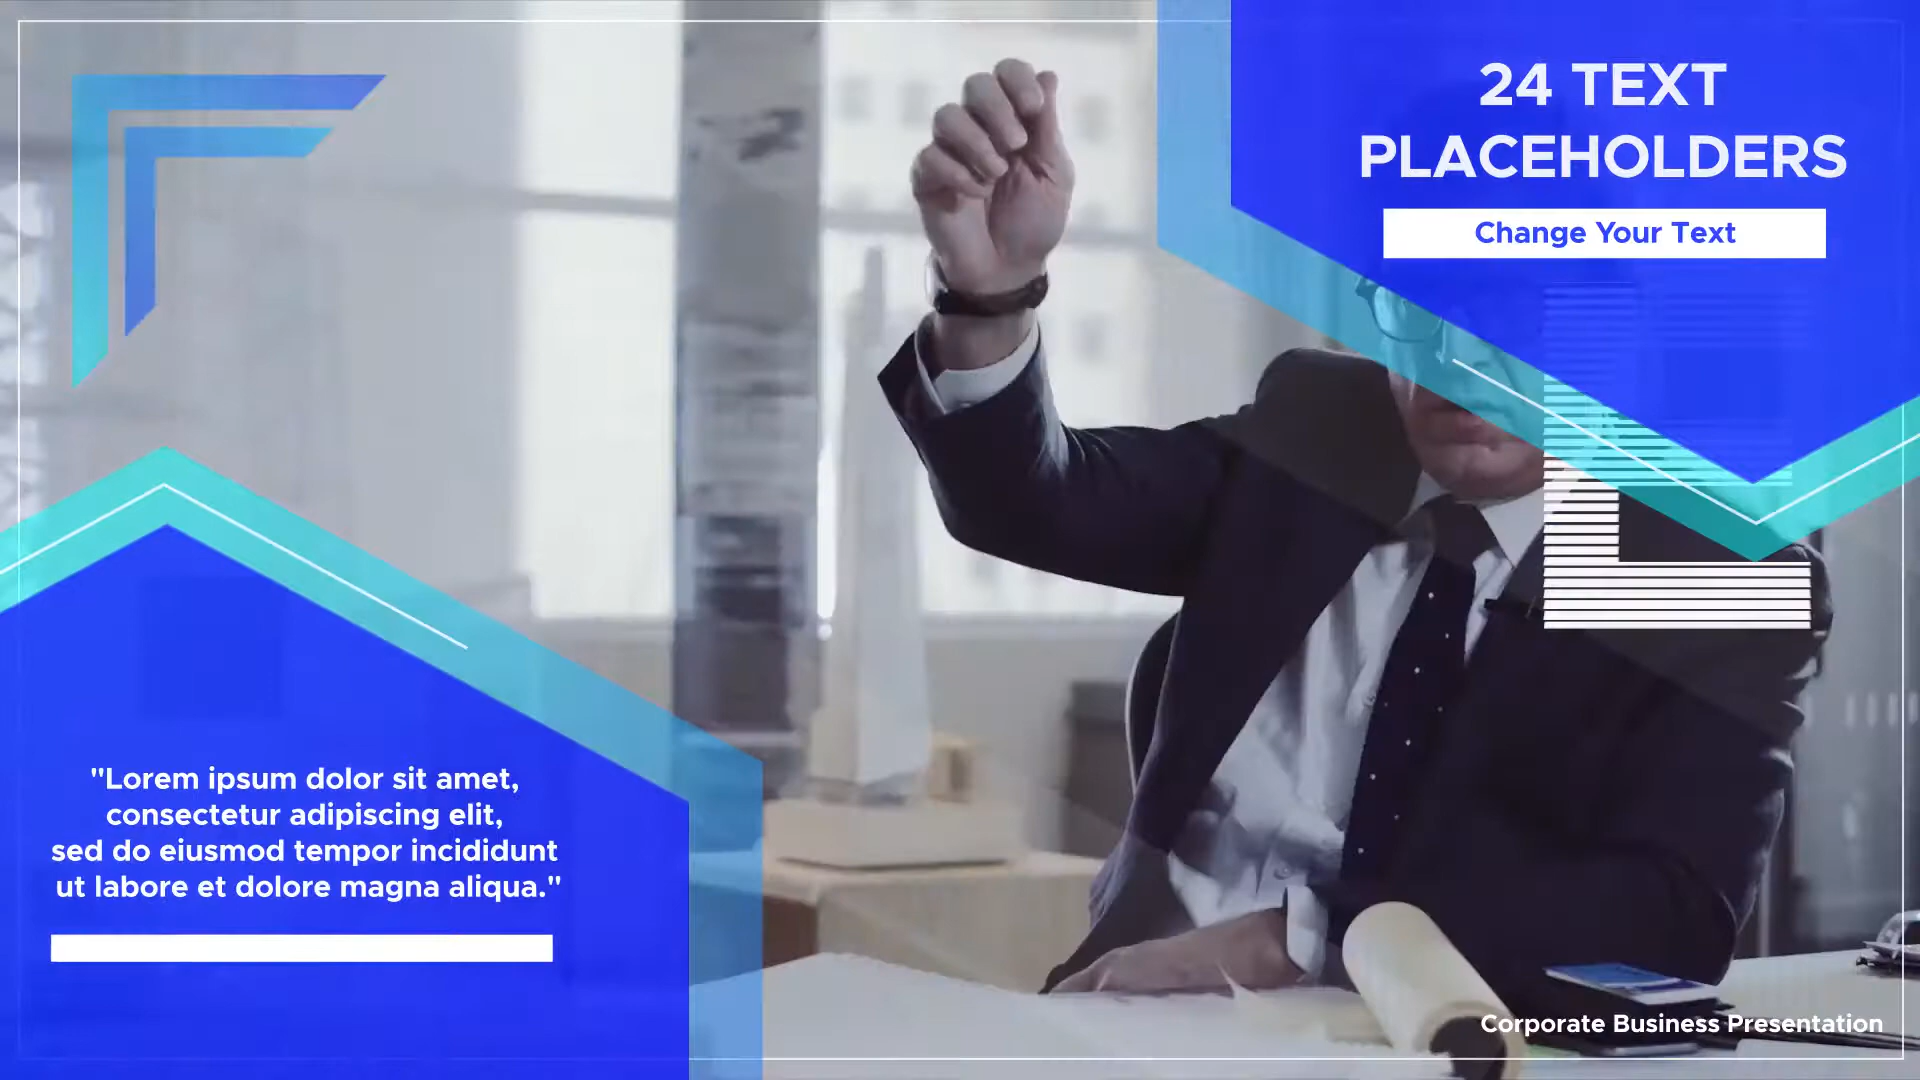 24 TEXT
PLACEHOLDERS
Change Your Text
"Lorem ipsum dolor sit amet,
consectetur adipiscing elit,
sed do eiusmod tempor incididunt
ut labore et dolore magna aliqua."
Corporate Business Presentation